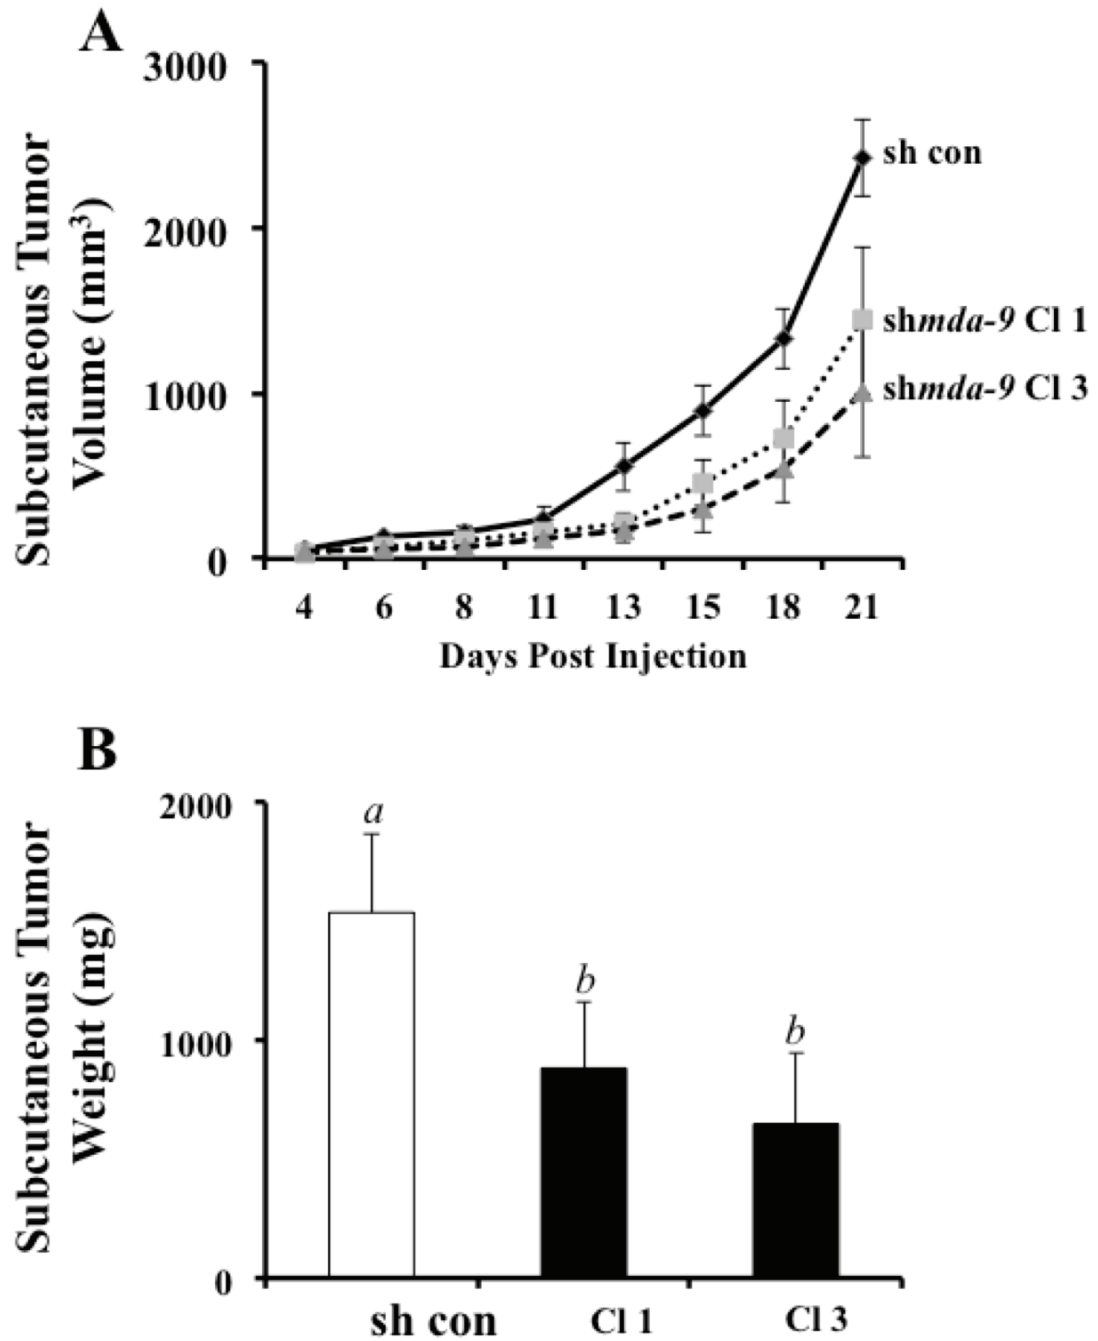 A
Subcutaneous Tumor
Volume (mm³)
3000
2000
1000
0
sh con
shmda-9 Cl 1
shmda-9 Cl 3
4 6 8 11 13 15 18 21
Days Post Injection
B
Subcutaneous Tumor
Weight (mg)
2000
1000
0
a
b
b
sh con Cl 1 Cl 3